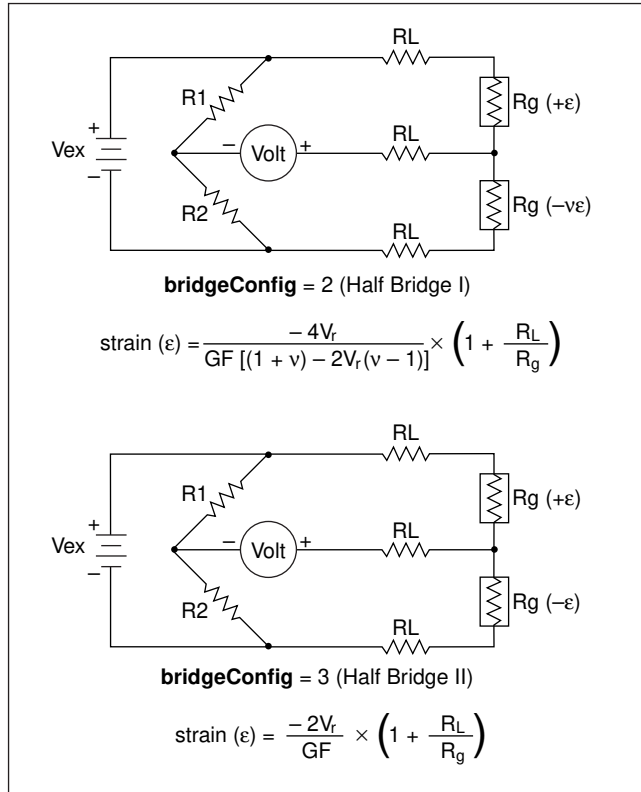 RL
R1
Rg (+ε)
+
Vex
−
− Volt +
RL
R2
Rg (−νε)
RL
bridgeConfig = 2 (Half Bridge I)
strain (ε) = −4Vr / GF [(1 + ν) − 2Vr(ν − 1)] × (1 + RL / Rg)
RL
R1
Rg (+ε)
+
Vex
−
− Volt +
RL
R2
Rg (−ε)
RL
bridgeConfig = 3 (Half Bridge II)
strain (ε) = −2Vr / GF × (1 + RL / Rg)